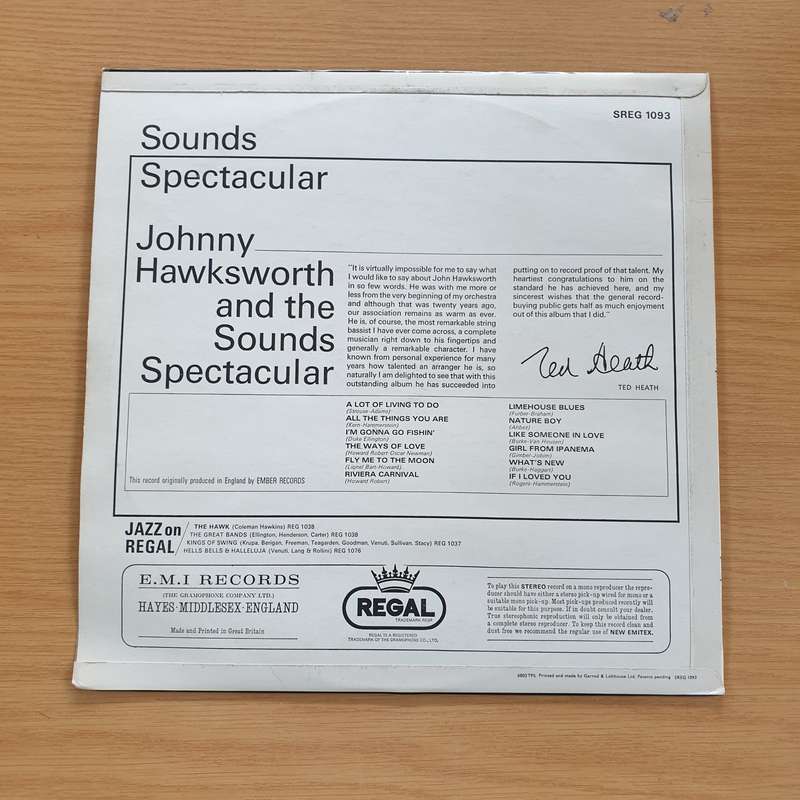 SREG 1093
Sounds
Spectacular
Johnny
Hawksworth
and the
Sounds
Spectacular
"It is virtually impossible for me to say what
I would like to say about John Hawksworth
in so few words. He was with me more or
less from the very beginning of my orchestra
and although that was twenty years ago,
our association remains as warm as ever.
He is, of course, the most remarkable string
bassist I have ever come across, a complete
musician right down to his fingertips and
generally a remarkable character. I have
known from personal experience for many
years how talented an arranger he is, so
naturally I am delighted to see that with this
outstanding album he has succeeded into
putting on to record proof of that talent. My
heartiest congratulations to him on the
standard he has achieved here, and my
sincerest wishes that the general record-
buying public gets half as much enjoyment
out of this album that I did."
Ted Heath
TED HEATH
A LOT OF LIVING TO DO
(Strouse-Adams)
ALL THE THINGS YOU ARE
(Kern-Hammerstein)
I'M GONNA GO FISHIN'
(Duke Ellington)
THE WAYS OF LOVE
(Howard Robert-Oscar Newman)
FLY ME TO THE MOON
(Lionel Bart-Howard)
RIVIERA CARNIVAL
(Howard Robert)
LIMEHOUSE BLUES
(Furber-Braham)
NATURE BOY
(Ahbez)
LIKE SOMEONE IN LOVE
(Burke-Van Heusen)
GIRL FROM IPANEMA
(Gimbel-Jobim)
WHAT'S NEW
(Burke-Haggart)
IF I LOVED YOU
(Rogers-Hammerstein)
This record originally produced in England by EMBER RECORDS
JAZZ on
REGAL
THE HAWK (Coleman Hawkins) REG 1038
THE GREAT BANDS (Ellington, Henderson, Carter) REG 1038
KINGS OF SWING (Krupa, Berigan, Freeman, Teagarden, Goodman, Venuti, Sullivan, Stacy) REG 1037
HELLS BELLS & HALLELUJA (Venuti, Lang & Rollini) REG 1076
E.M.I RECORDS
(THE GRAMOPHONE COMPANY LTD.)
HAYES·MIDDLESEX·ENGLAND
Made and Printed in Great Britain
REGAL
TRADEMARK REGP.
REGAL IS A REGISTERED
TRADEMARK OF THE GRAMOPHONE CO., LTD.
To play this STEREO record on a mono reproducer the repro-
ducer should have either a stereo pick-up wired for mono or a
suitable mono pick-up. Most pick-ups produced recently will
be suitable for this purpose. If in doubt consult your dealer.
True stereophonic reproduction will only be obtained from
a complete stereo reproducer. To keep this record clean and
dust free we recommend the regular use of NEW EMITEX.
6603 TPL Printed and made by Garrod & Lofthouse Ltd. Patents pending SREG 1093